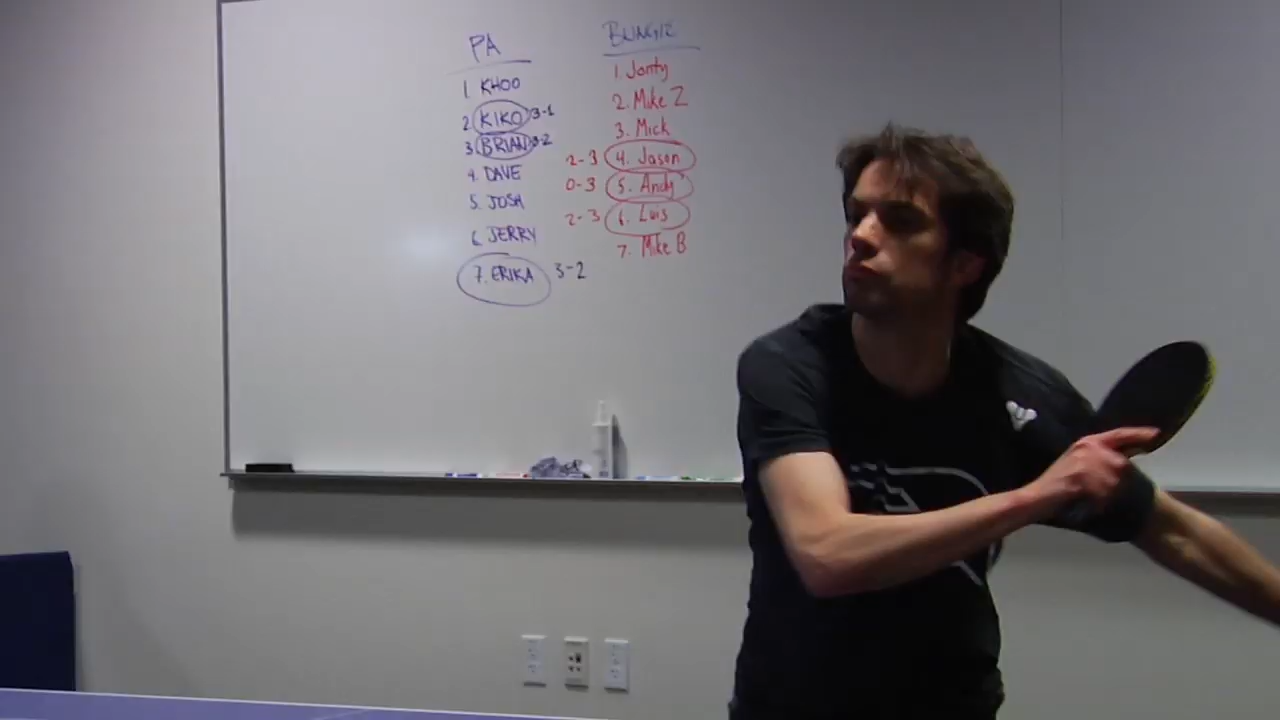 PA
1 KHOO
2. KIKO 3-1
3 BRIAN 3-2
4. DAVE
5. JOSH
6 JERRY
7. ERIKA 3-2
BUNGIE
1 Jonty
2. Mike Z
3. Mick
2-3 4. Jason
0-3 5. Andy
2-3 6. Luis
7. Mike B